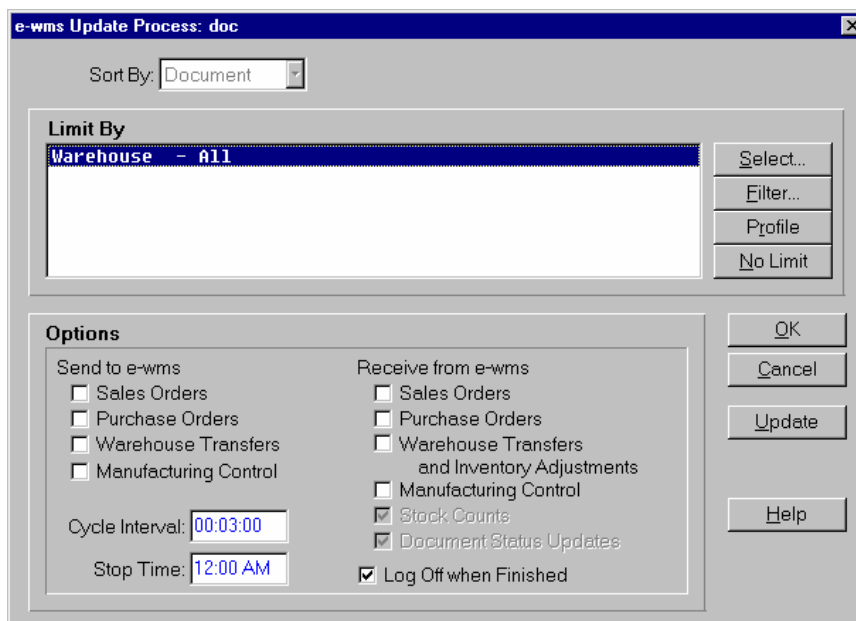 e-wms Update Process: doc
Sort By: Document
Limit By
Warehouse - All
Select...
Filter...
Profile
No Limit
Options
Send to e-wms
Sales Orders
Purchase Orders
Warehouse Transfers
Manufacturing Control
Cycle Interval: 00:03:00
Stop Time: 12:00 AM
Receive from e-wms
Sales Orders
Purchase Orders
Warehouse Transfers
and Inventory Adjustments
Manufacturing Control
Stock Counts
Document Status Updates
Log Off when Finished
OK
Cancel
Update
Help